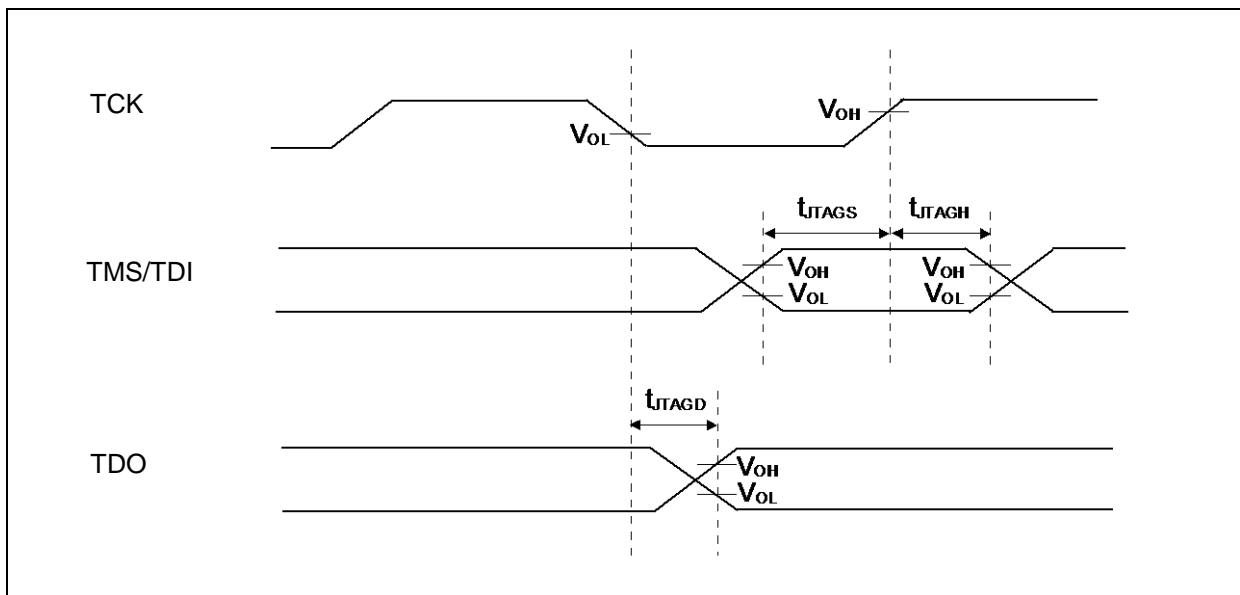 TCK
VOL
VOH
tJTAGS
tJTAGH
TMS/TDI
VOH
VOL
VOH
VOL
tJTAGD
TDO
VOH
VOL